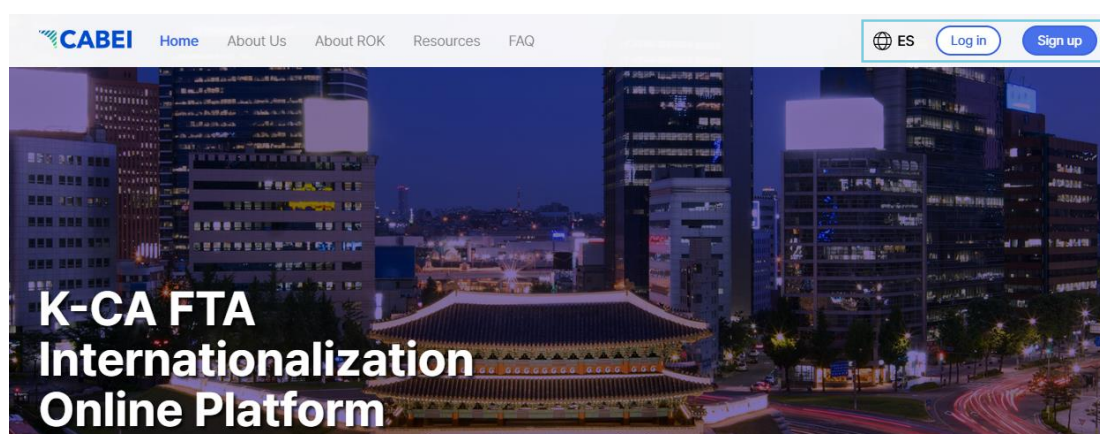 CABEI Home About Us About ROK Resources FAQ ES Log in Sign up
K-CA FTA
Internationalization
Online Platform